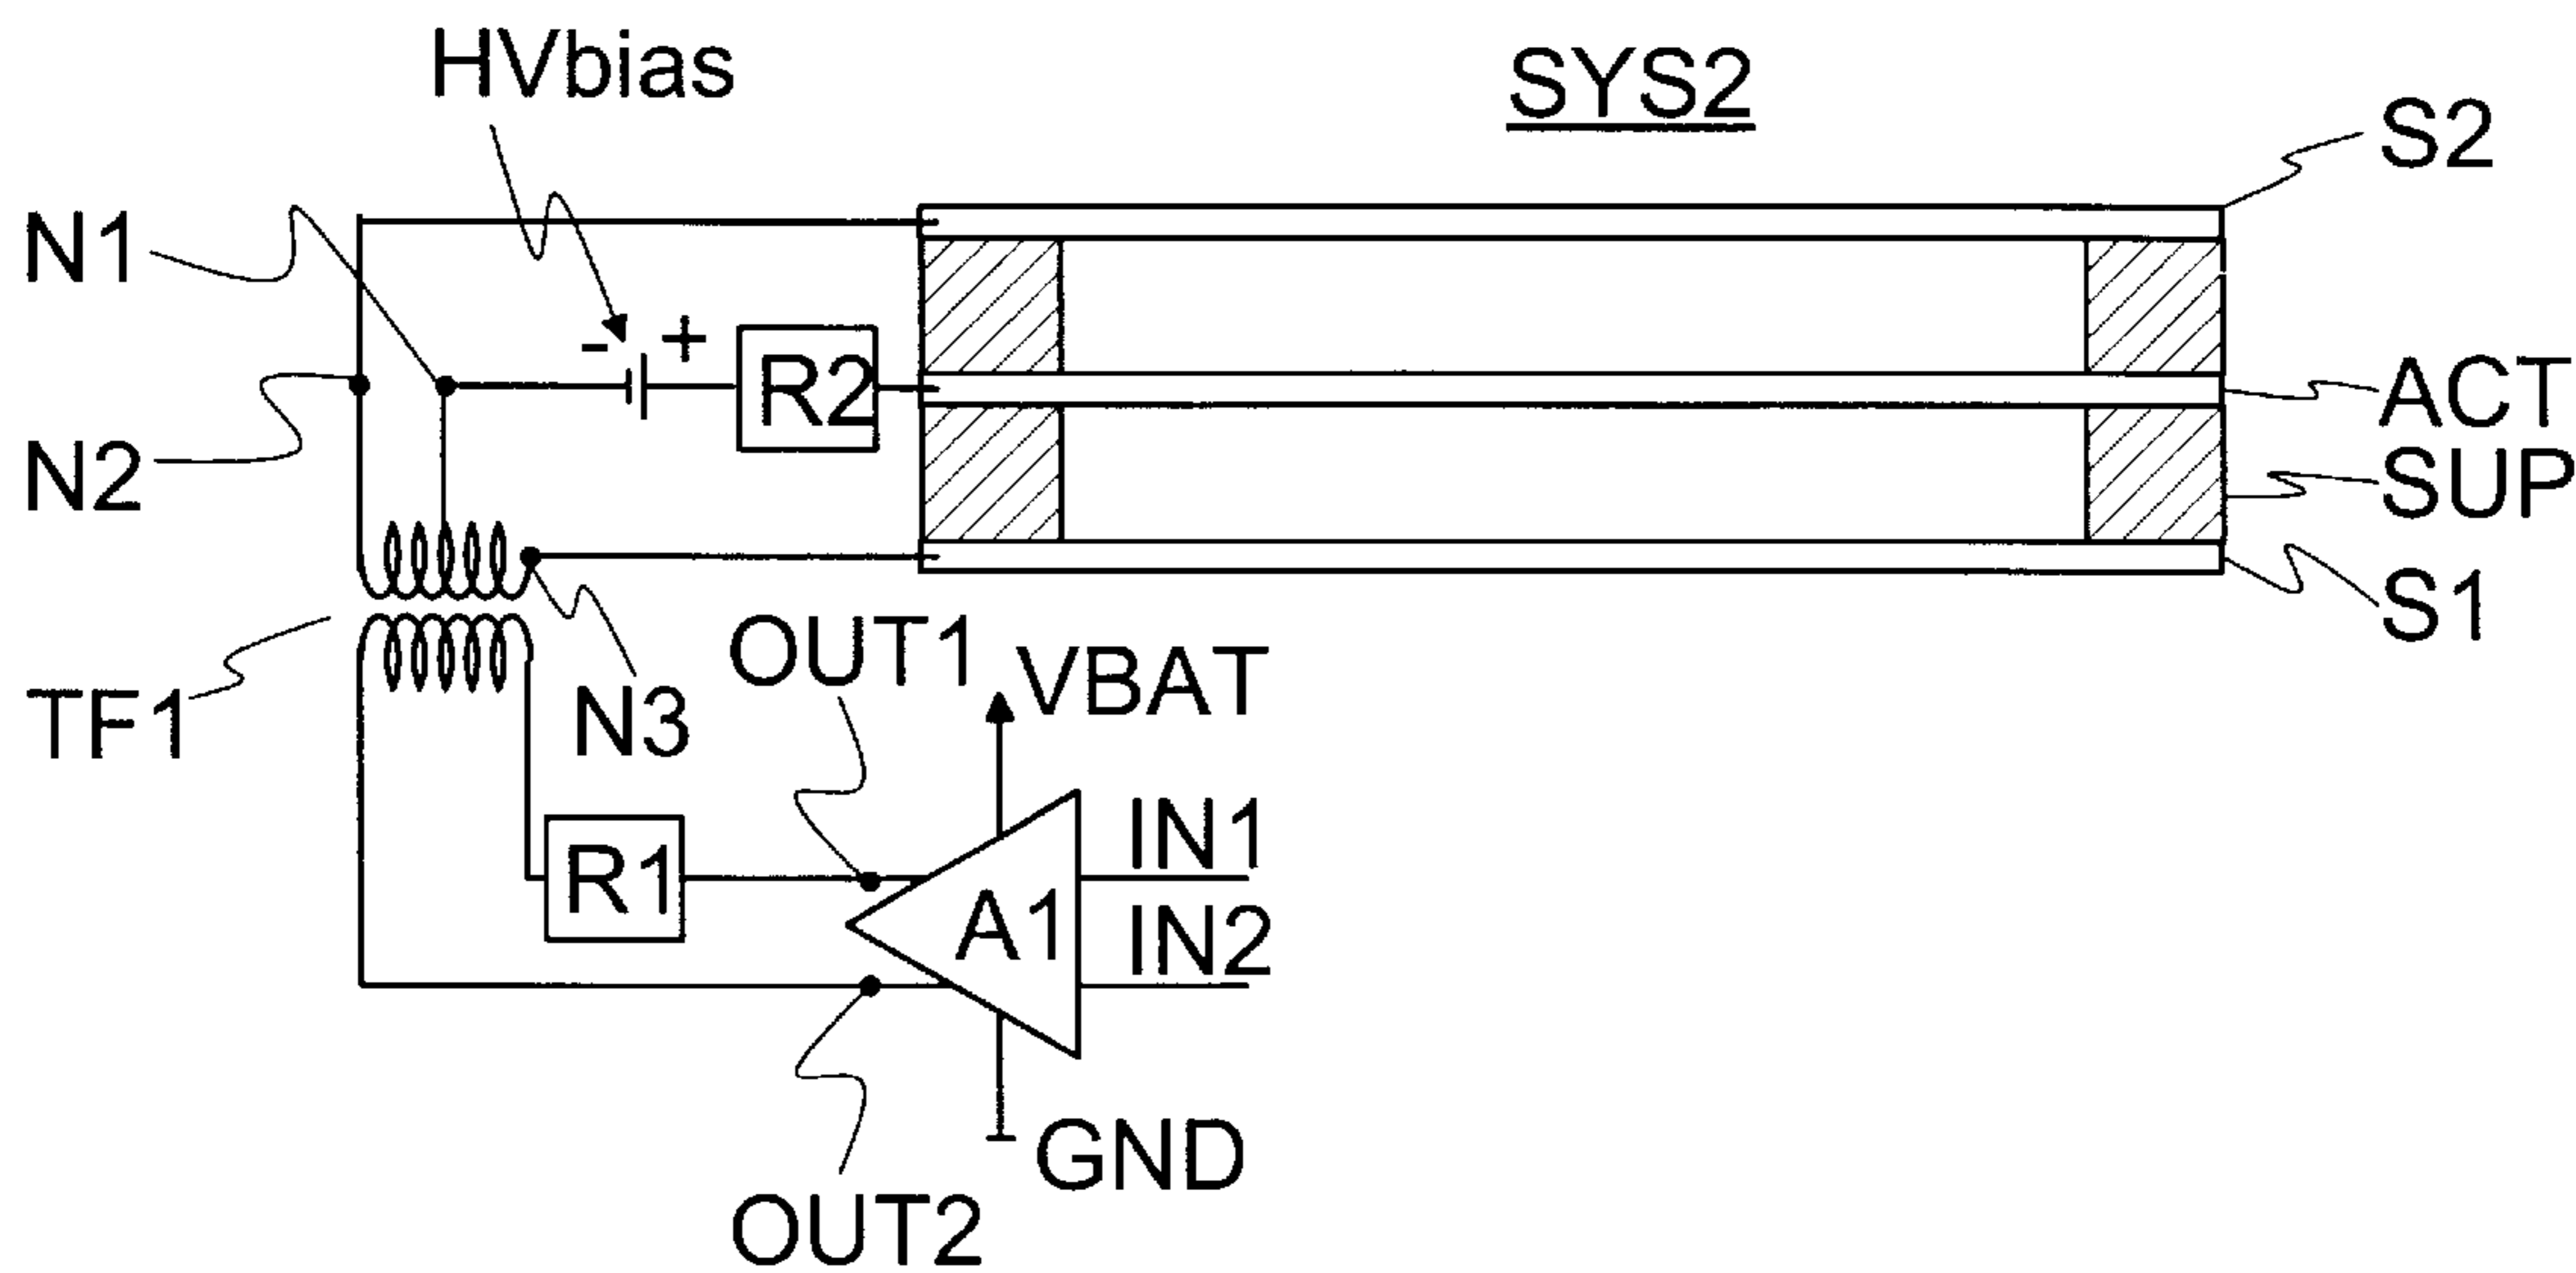 HVbias
SYS2
S2
N1
- +
R2
ACT
N2
SUP
S1
OUT1
VBAT
TF1
N3
IN1
R1
A1
IN2
GND
OUT2